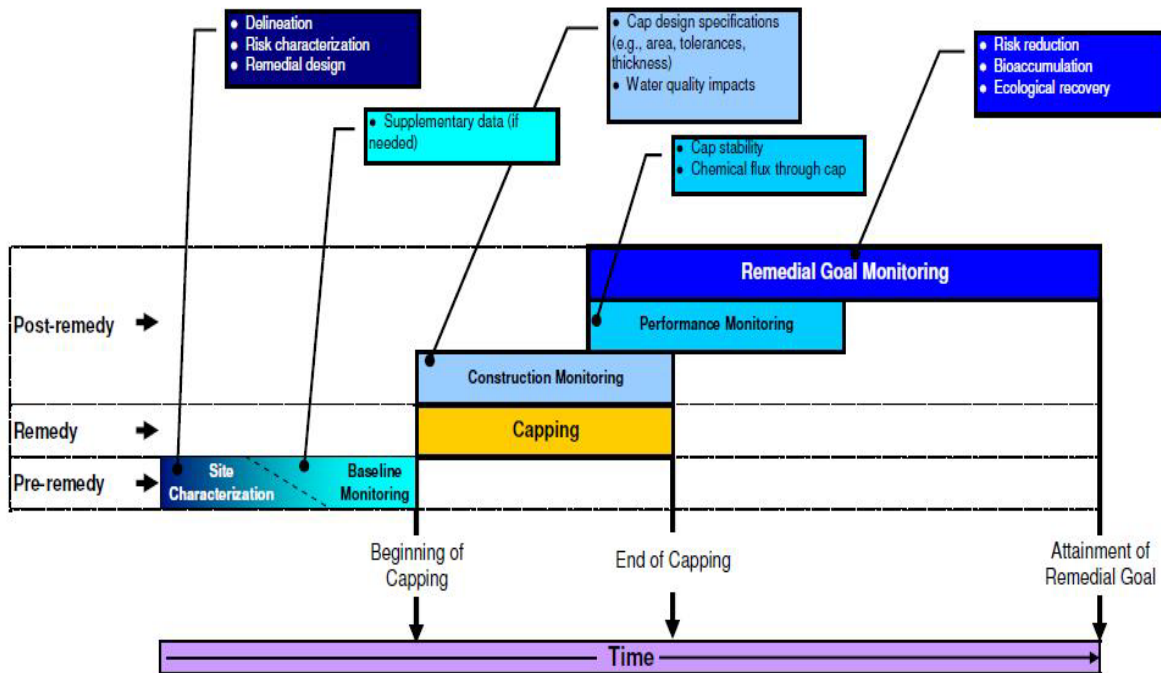 ● Delineation
● Risk characterization
● Remedial design
● Supplementary data (if
needed)
● Cap design specifications
(e.g., area, tolerances,
thickness)
● Water quality impacts
● Cap stability
● Chemical flux through cap
● Risk reduction
● Bioaccumulation
● Ecological recovery
Post-remedy
Remedial Goal Monitoring
Performance Monitoring
Construction Monitoring
Remedy
Capping
Pre-remedy
Site
Characterization
Baseline
Monitoring
Beginning of
Capping
End of Capping
Attainment of
Remedial Goal
Time